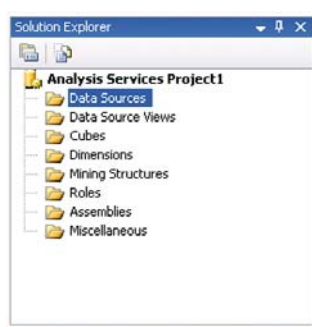 Solution Explorer
Analysis Services Project1
Data Sources
Data Source Views
Cubes
Dimensions
Mining Structures
Roles
Assemblies
Miscellaneous